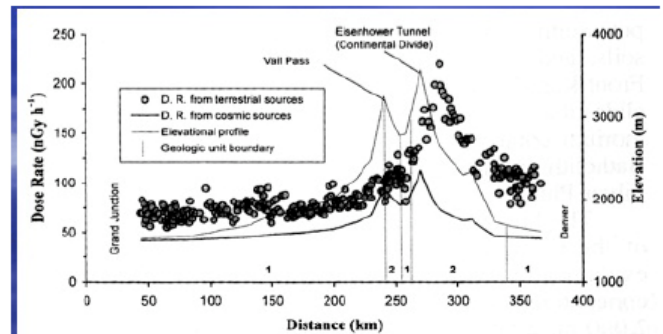 Eisenhower Tunnel
(Continental Divide)
Vail Pass
250
200
150
100
50
0
Dose Rate (nGy h⁻¹)
D. R. from terrestrial sources
D. R. from cosmic sources
Elevational profile
Geologic unit boundary
4000
3000
2000
1000
Elevation (m)
Grand Junction
Denver
1
2
1
2
1
0
50
100
150
200
250
300
350
400
Distance (km)